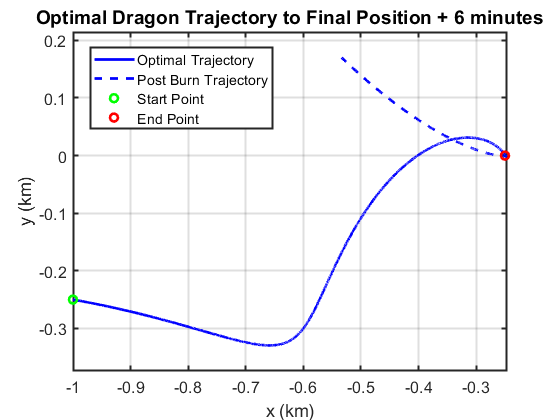 Optimal Dragon Trajectory to Final Position + 6 minutes
0.2
0.1
0
-0.1
-0.2
-0.3
y (km)
Optimal Trajectory
Post Burn Trajectory
Start Point
End Point
-1 -0.9 -0.8 -0.7 -0.6 -0.5 -0.4 -0.3
x (km)